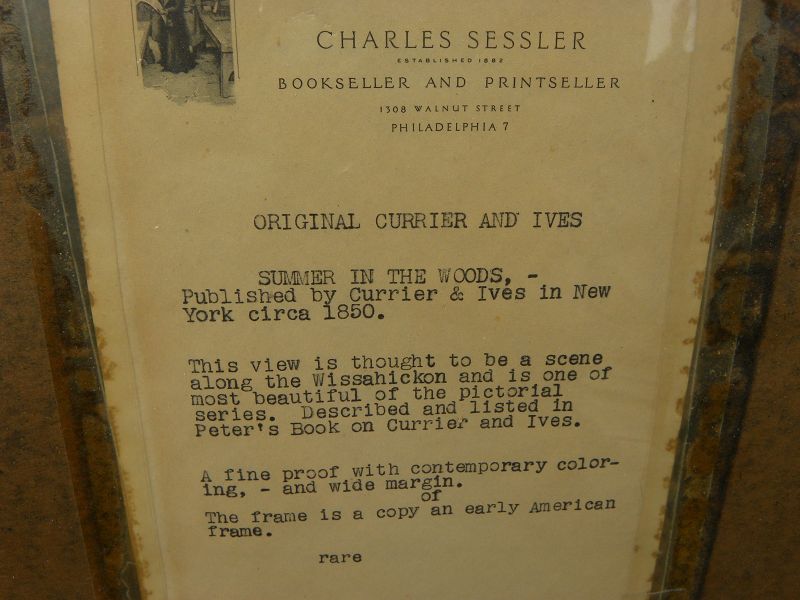 CHARLES SESSLER
ESTABLISHED 1882
BOOKSELLER AND PRINTSELLER
1308 WALNUT STREET
PHILADELPHIA 7
ORIGINAL CURRIER AND IVES
SUMMER IN THE WOODS, -
Published by Currier & Ives in New
York circa 1850.
This view is thought to be a scene
along the Wissahickon and is one of
most beautiful of the pictorial
series. Described and listed in
Peter's Book on Currier and Ives.
A fine proof with contemporary color-
ing, - and wide margin.
of
The frame is a copy an early American
frame.
rare